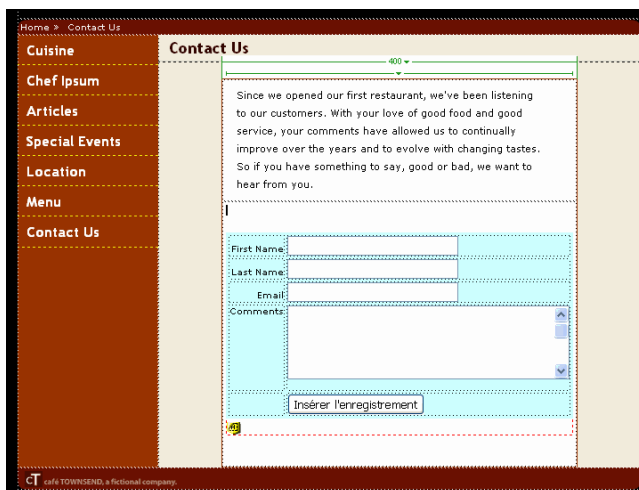 Home » Contact Us
Cuisine
Chef Ipsum
Articles
Special Events
Location
Menu
Contact Us
Contact Us
400
Since we opened our first restaurant, we've been listening
to our customers. With your love of good food and good
service, your comments have allowed us to continually
improve over the years and to evolve with changing tastes.
So if you have something to say, good or bad, we want to
hear from you.
First Name
Last Name
Email
Comments
Insérer l'enregistrement
CT café TOWNSEND, a fictional company.